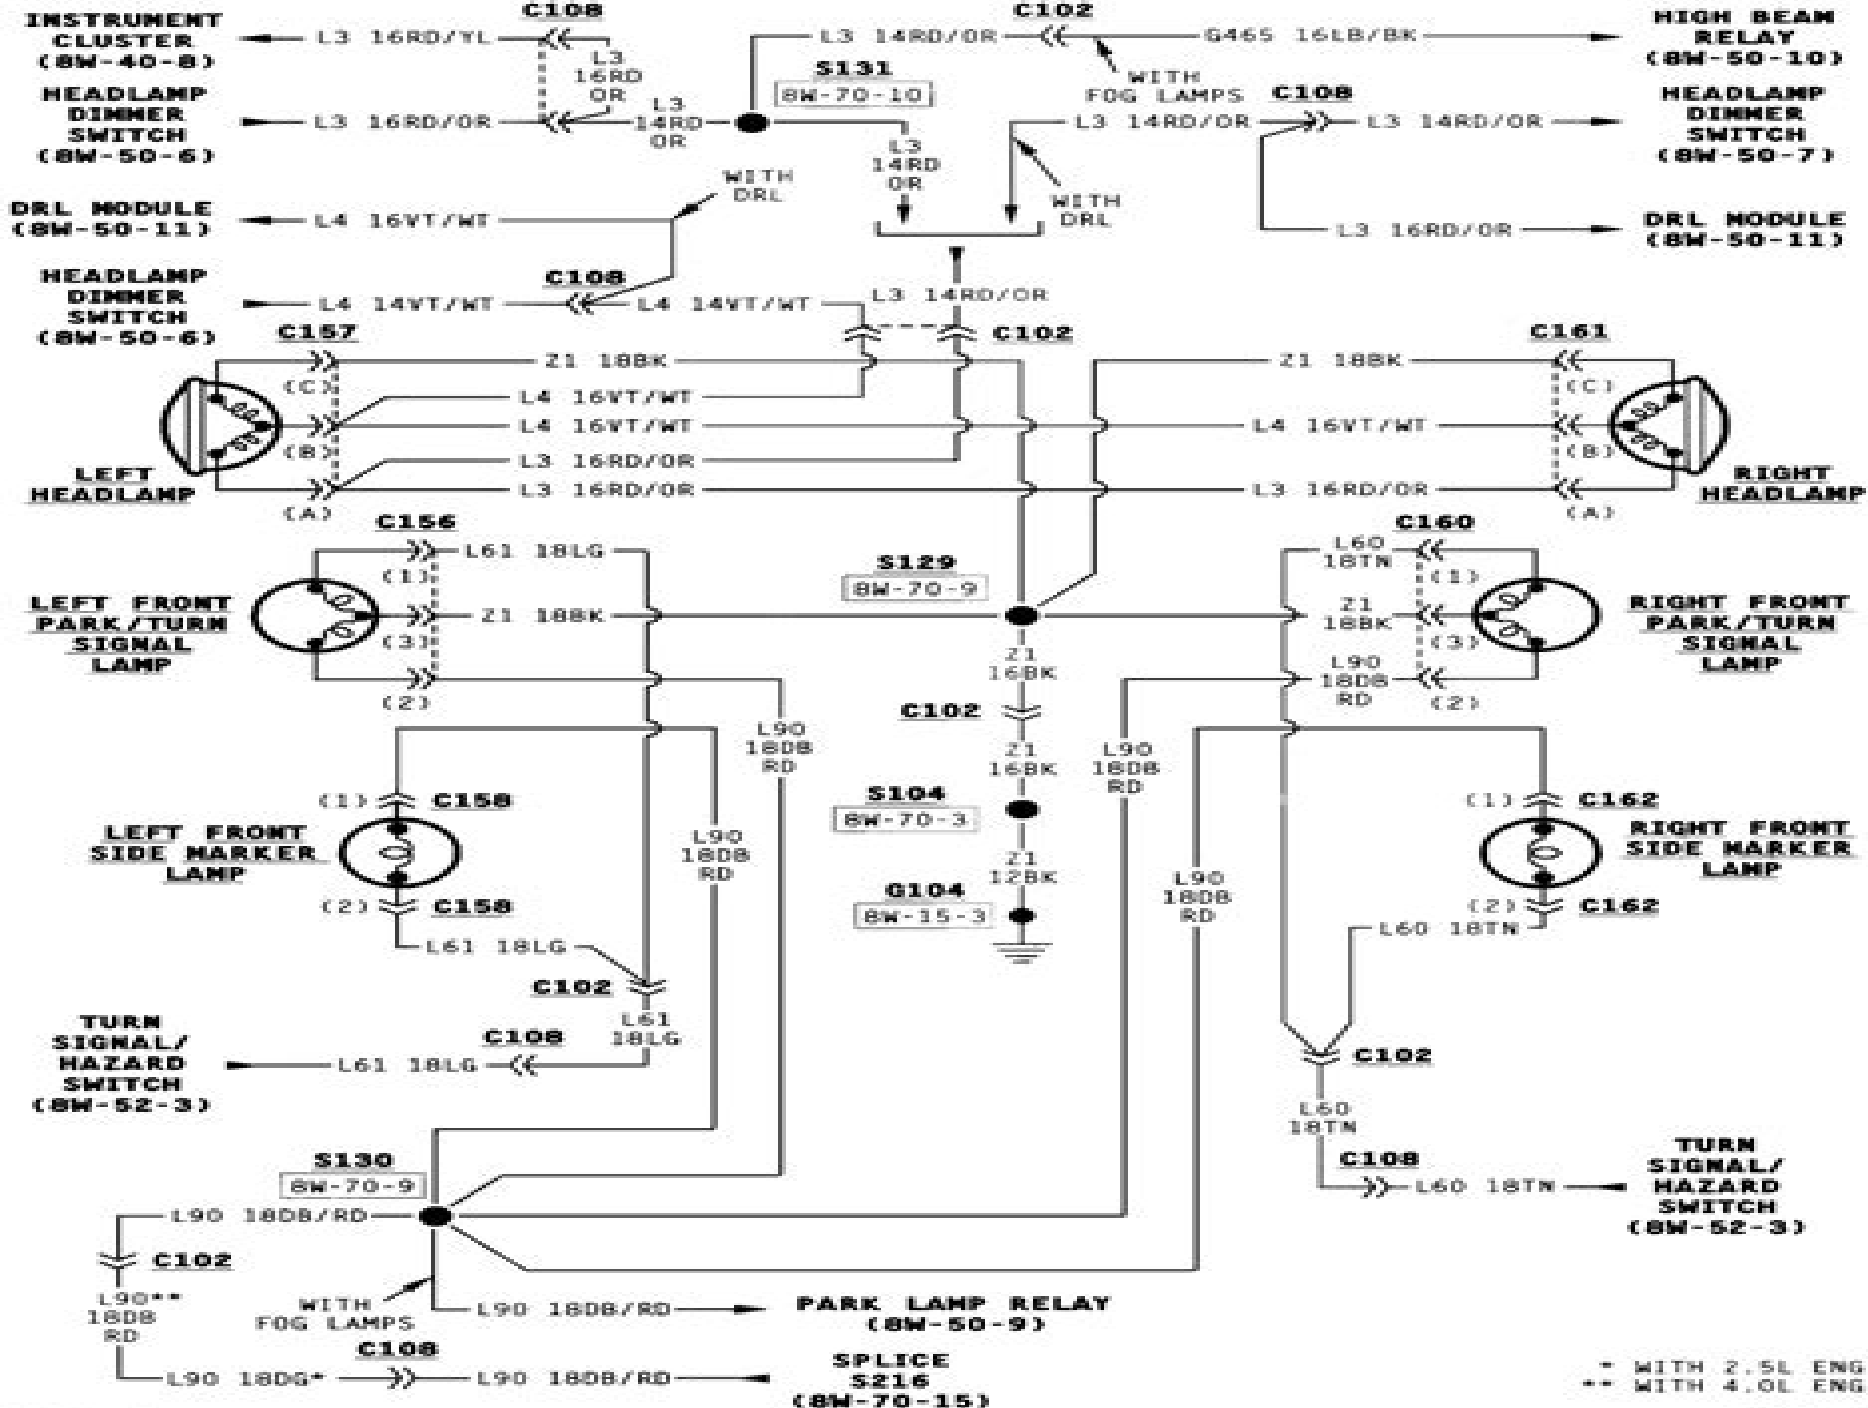 INSTRUMENT
CLUSTER
(8W-40-8)
L3 16RD/YL
C108
L3
16RD
OR
L3 14RD/OR
C102
G465 16LB/BK
HIGH BEAM
RELAY
(8W-50-10)
S131
8W-70-10
WITH
FOG LAMPS
HEADLAMP
DIMMER
SWITCH
(8W-50-6)
L3 16RD/OR
L3
14RD
OR
L3
14RD
OR
L3 14RD/OR
C108
L3 14RD/OR
HEADLAMP
DIMMER
SWITCH
(8W-50-7)
WITH
DRL
WITH
DRL
DRL MODULE
(8W-50-11)
L4 16VT/WT
L3 16RD/OR
DRL MODULE
(8W-50-11)
HEADLAMP
DIMMER
SWITCH
(8W-50-6)
L4 14VT/WT
C108
L4 14VT/WT
L3 14RD/OR
C102
C157
Z1 18BK
Z1 18BK
C161
(C)
(C)
L4 16VT/WT
L4 16VT/WT
L4 16VT/WT
(B)
(B)
L3 16RD/OR
LEFT
HEADLAMP
L3 16RD/OR
L3 16RD/OR
RIGHT
HEADLAMP
(A)
(A)
C156
L61 18LG
C160
L60
18TN
(1)
(1)
S129
8W-70-9
LEFT FRONT
PARK/TURN
SIGNAL
LAMP
Z1 18BK
Z1
18BK
RIGHT FRONT
PARK/TURN
SIGNAL
LAMP
(3)
(3)
Z1
16BK
L90
18DB
RD
(2)
(2)
C102
L90
18DB
RD
Z1
16BK
L90
18DB
RD
(1)
C158
S104
8W-70-3
(1)
C162
LEFT FRONT
SIDE MARKER
LAMP
L90
18DB
RD
Z1
12BK
L90
18DB
RD
RIGHT FRONT
SIDE MARKER
LAMP
(2)
C158
G104
8W-15-3
(2)
C162
L61 18LG
L60 18TN
C102
L61
18LG
TURN
SIGNAL/
HAZARD
SWITCH
(8W-52-3)
L61 18LG
C108
C102
L60
18TN
C108
L60 18TN
TURN
SIGNAL/
HAZARD
SWITCH
(8W-52-3)
S130
8W-70-9
L90 18DB/RD
C102
L90**
18DB
RD
WITH
FOG LAMPS
L90 18DB/RD
PARK LAMP RELAY
(8W-50-9)
C108
L90 18DG*
L90 18DB/RD
SPLICE
S216
(8W-70-15)
* WITH 2.5L ENG
** WITH 4.0L ENG